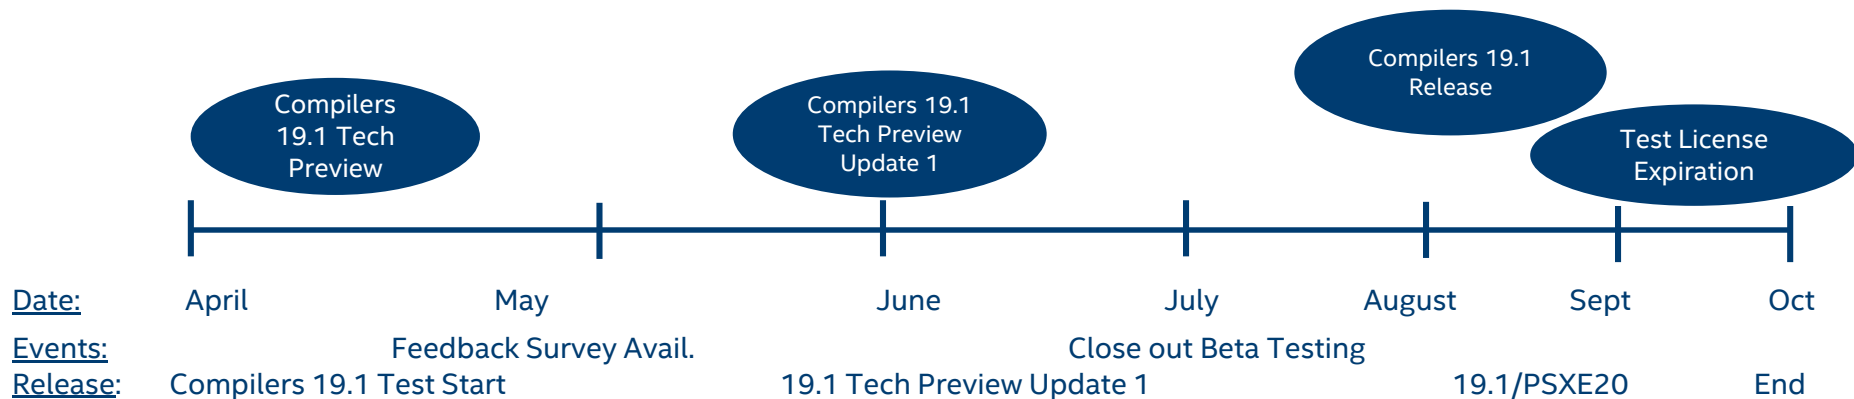 Compilers
19.1 Tech
Preview
Compilers 19.1
Tech Preview
Update 1
Compilers 19.1
Release
Test License
Expiration
Date: April May June July August Sept Oct
Events: Feedback Survey Avail. Close out Beta Testing
Release: Compilers 19.1 Test Start 19.1 Tech Preview Update 1 19.1/PSXE20 End